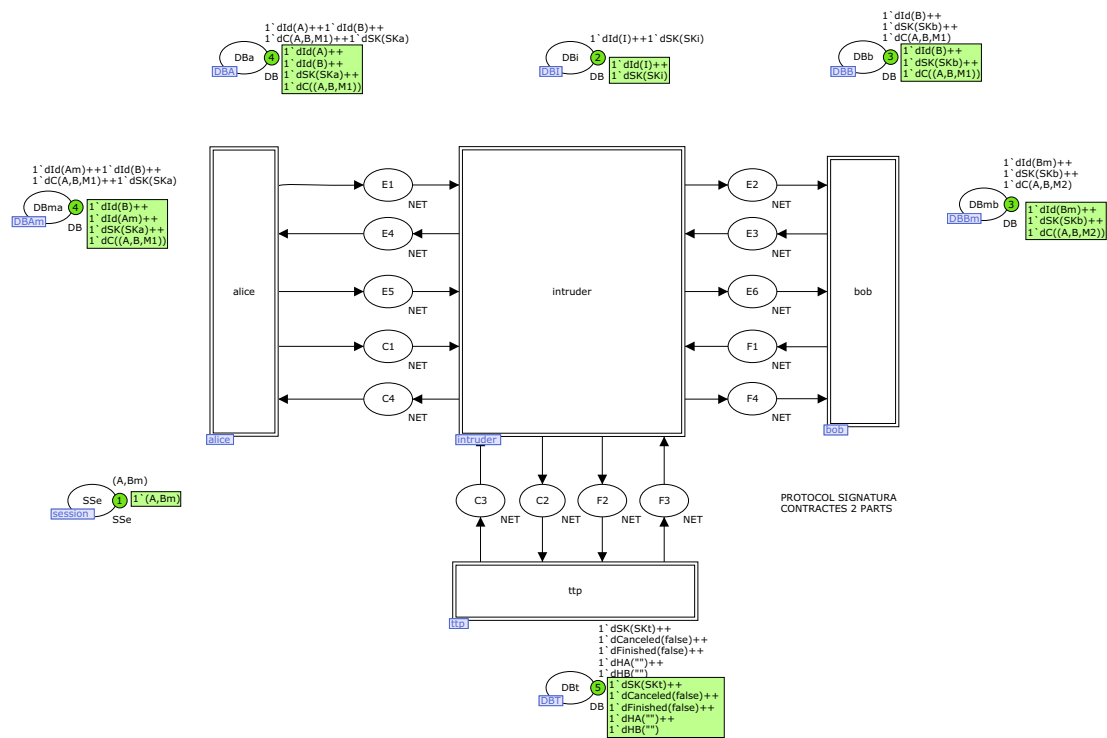 1`dId(A)++1`dId(B)++
1`dC(A,B,M1)++1`dSK(SKa)
DBa
4
DBA
DB
1`dId(A)++
1`dId(B)++
1`dSK(SKa)++
1`dC((A,B,M1))
1`dId(I)++1`dSK(SKi)
DBi
2
DBI
DB
1`dId(I)++
1`dSK(SKi)
1`dId(B)++
1`dSK(SKb)++
1`dC(A,B,M1)
DBb
3
DBB
DB
1`dId(B)++
1`dSK(SKb)++
1`dC((A,B,M1))
1`dId(Am)++1`dId(B)++
1`dC(A,B,M1)++1`dSK(SKa)
DBma
4
DBAm
DB
1`dId(B)++
1`dId(Am)++
1`dSK(SKa)++
1`dC((A,B,M1))
1`dId(Bm)++
1`dSK(SKb)++
1`dC(A,B,M2)
DBmb
3
DBBm
DB
1`dId(Bm)++
1`dSK(SKb)++
1`dC((A,B,M2))
alice
alice
E1
NET
E4
NET
E5
NET
C1
NET
C4
NET
intruder
intruder
E2
NET
E3
NET
E6
NET
F1
NET
F4
NET
bob
bob
(A,Bm)
SSe
1
session
SSe
1`(A,Bm)
C3
NET
C2
NET
F2
NET
F3
NET
PROTOCOL SIGNATURA
CONTRACTES 2 PARTS
ttp
ttp
1`dSK(SKt)++
1`dCanceled(false)++
1`dFinished(false)++
1`dHA("")++
1`dHB("")
DBt
5
DBT
DB
1`dSK(SKt)++
1`dCanceled(false)++
1`dFinished(false)++
1`dHA("")++
1`dHB("")